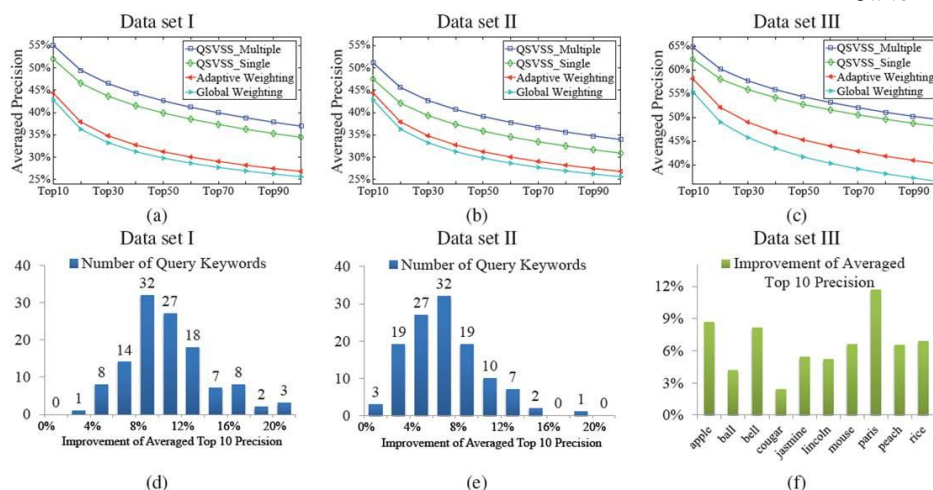 Data set I
55%
50%
45%
40%
35%
30%
25%
Averaged Precision
QSVSS_Multiple
QSVSS_Single
Adaptive Weighting
Global Weighting
Top10 Top30 Top50 Top70 Top90
(a)
Data set II
55%
50%
45%
40%
35%
30%
25%
Averaged Precision
QSVSS_Multiple
QSVSS_Single
Adaptive Weighting
Global Weighting
Top10 Top30 Top50 Top70 Top90
(b)
Data set III
65%
60%
55%
50%
45%
40%
Averaged Precision
QSVSS_Multiple
QSVSS_Single
Adaptive Weighting
Global Weighting
Top10 Top30 Top50 Top70 Top90
(c)
Data set I
Number of Query Keywords
40
30
20
10
0
0 1 8 14 32 27 18 7 8 2 3
0% 4% 8% 12% 16% 20%
Improvement of Averaged Top 10 Precision
(d)
Data set II
Number of Query Keywords
40
30
20
10
0
3 19 27 32 19 10 7 2 0 1 0
0% 4% 8% 12% 16% 20%
Improvement of Averaged Top 10 Precision
(e)
Data set III
Improvement of Averaged
Top 10 Precision
12%
9%
6%
3%
0%
apple ball bell cougar jasmine lincoln mouse paris peach rice
(f)